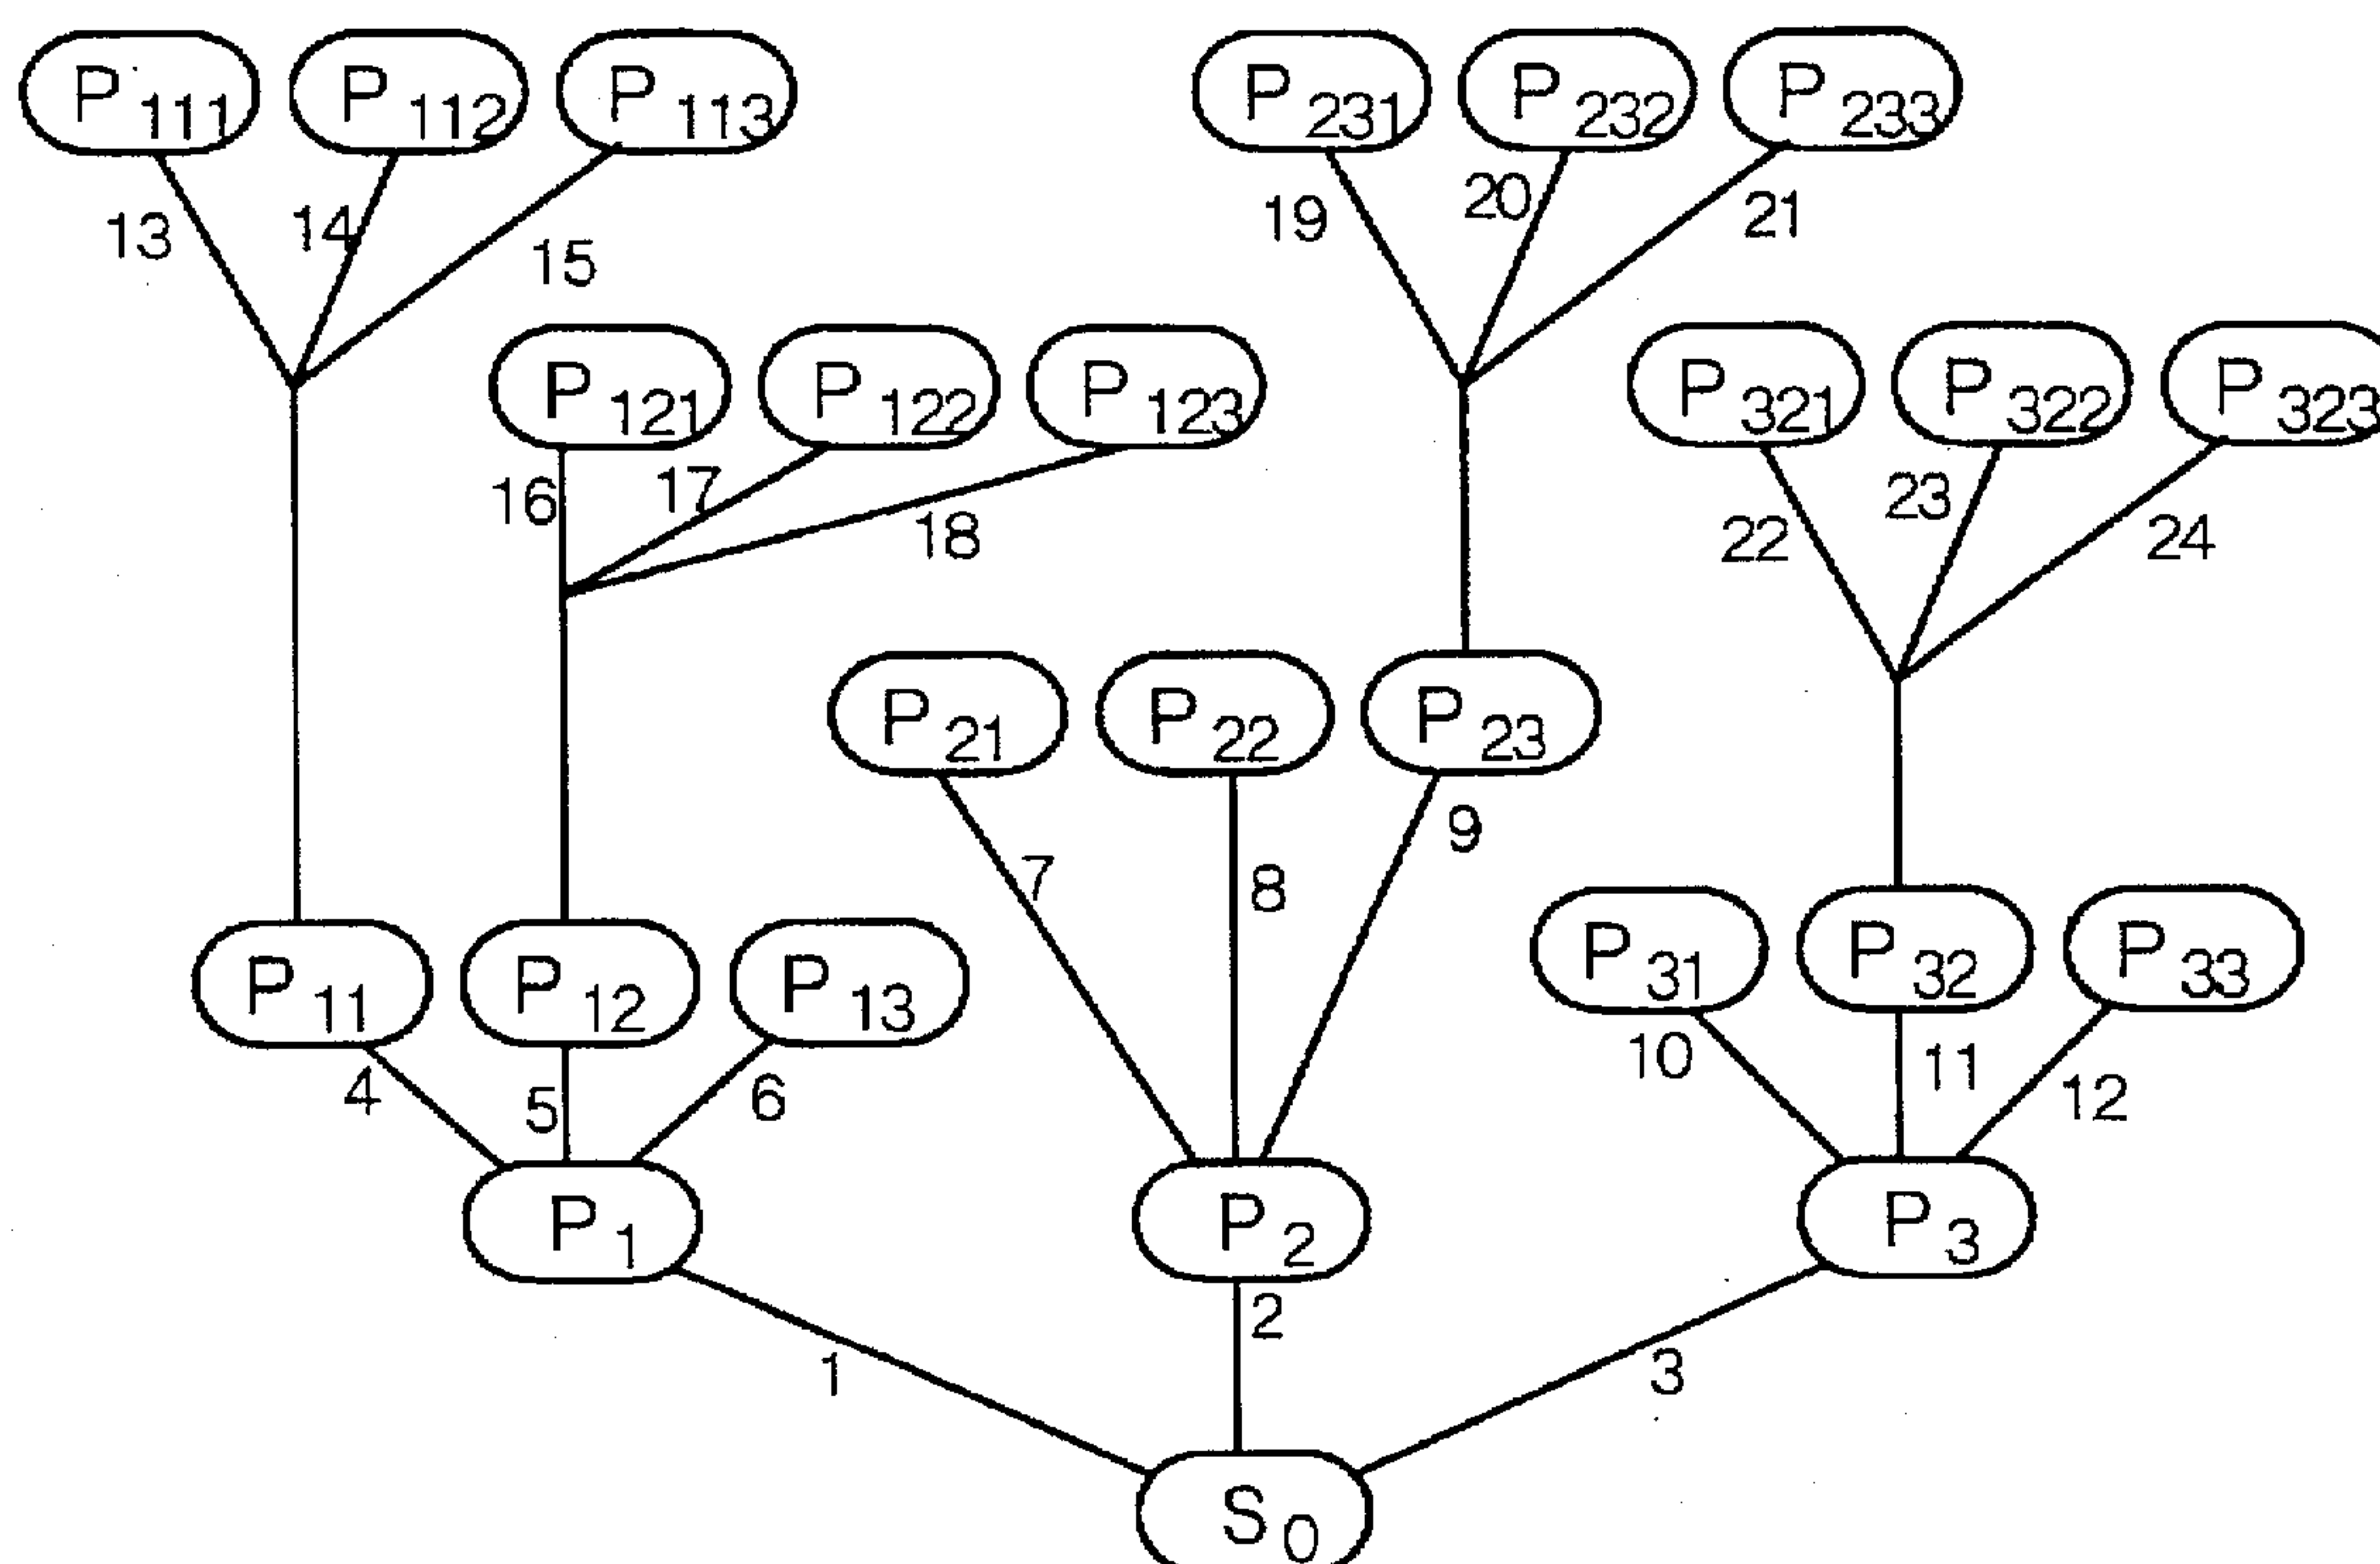 P111 P112 P113 P231 P232 P233
13 14 15 19 20 21
P121 P122 P123 P321 P322 P323
16 17 18 22 23 24
P21 P22 P23
7 8 9
P11 P12 P13 P31 P32 P33
4 5 6 10 11 12
P1 P2 P3
1 2 3
S0